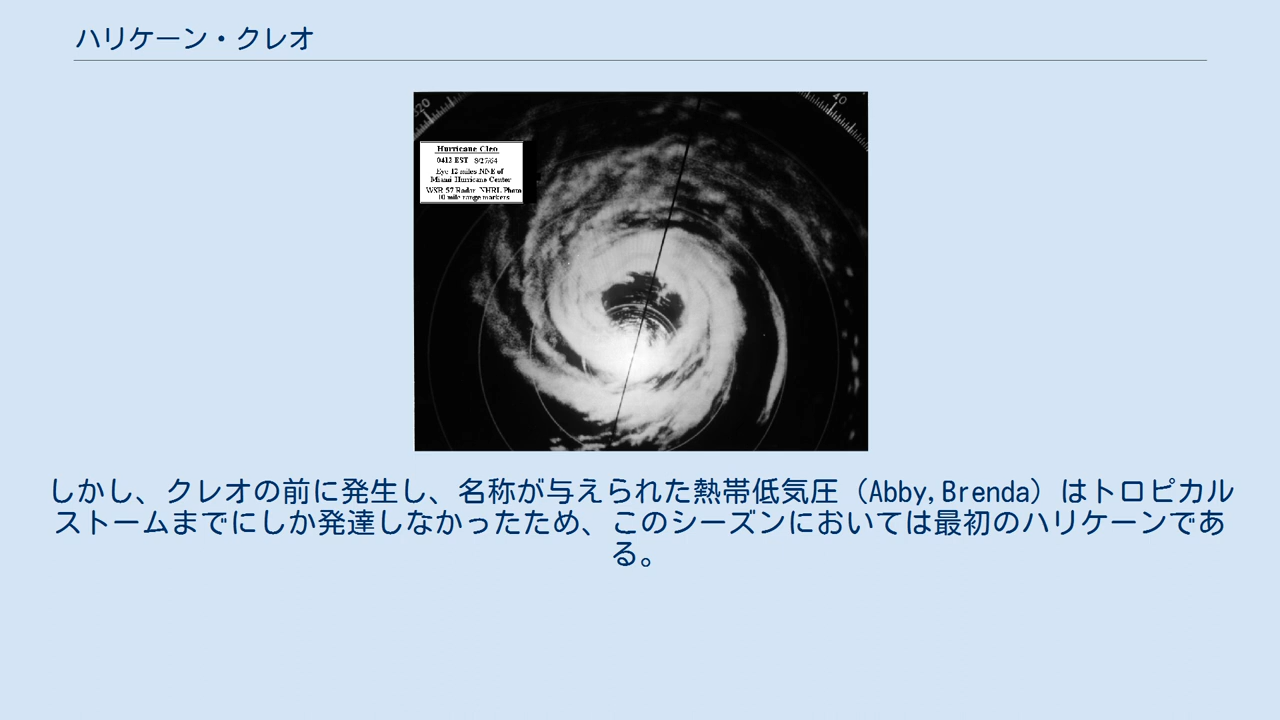 ハリケーン・クレオ
320
40
Hurricane Cleo
0413 EST 8/27/64
Eye 12 miles NNE of
Miami Hurricane Center
WSR 57 Radar NHRL Photo
10 mile range markers
しかし、クレオの前に発生し、名称が与えられた熱帯低気圧（Abby,Brenda）はトロピカル
ストームまでにしか発達しなかったため、このシーズンにおいては最初のハリケーンであ
る。